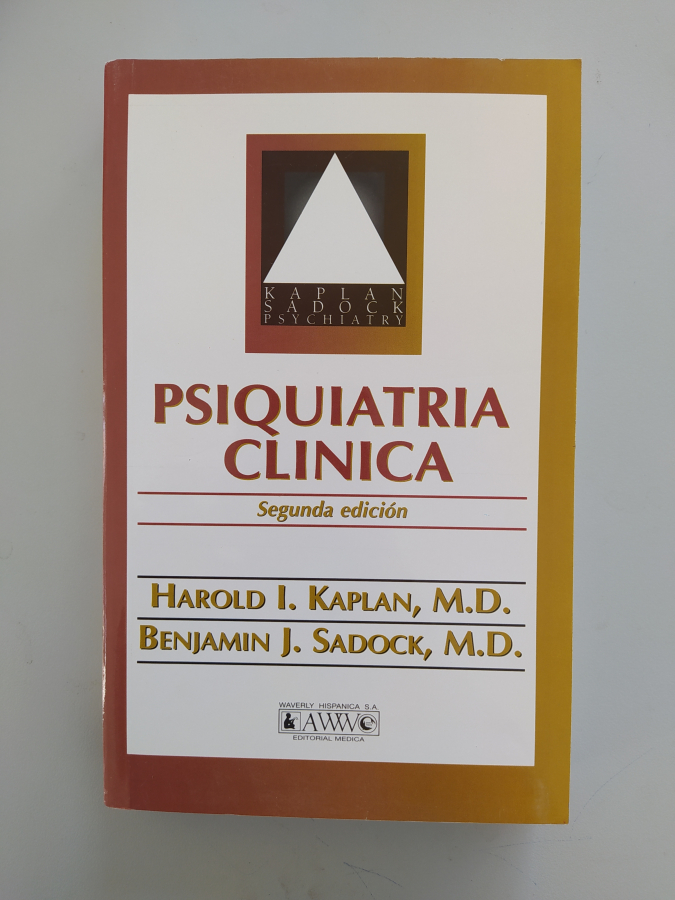 KAPLAN
SADOCK
PSYCHIATRY
PSIQUIATRIA
CLINICA
Segunda edición
HAROLD I. KAPLAN, M.D.
BENJAMIN J. SADOCK, M.D.
WAVERLY HISPANICA S.A.
AWWe
EDITORIAL MEDICA